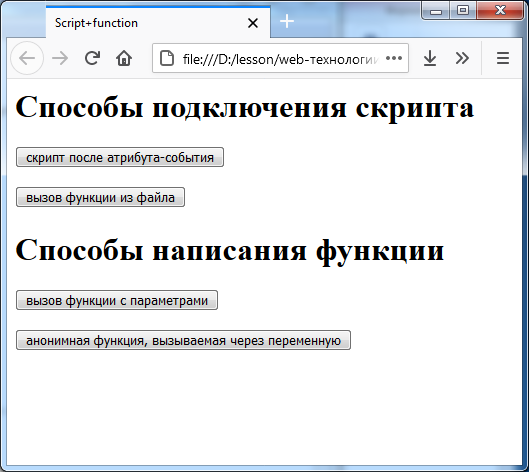 Script+function
file:///D:/lesson/web-технологии
Способы подключения скрипта
скрипт после атрибута-события
вызов функции из файла
Способы написания функции
вызов функции с параметрами
анонимная функция, вызываемая через переменную